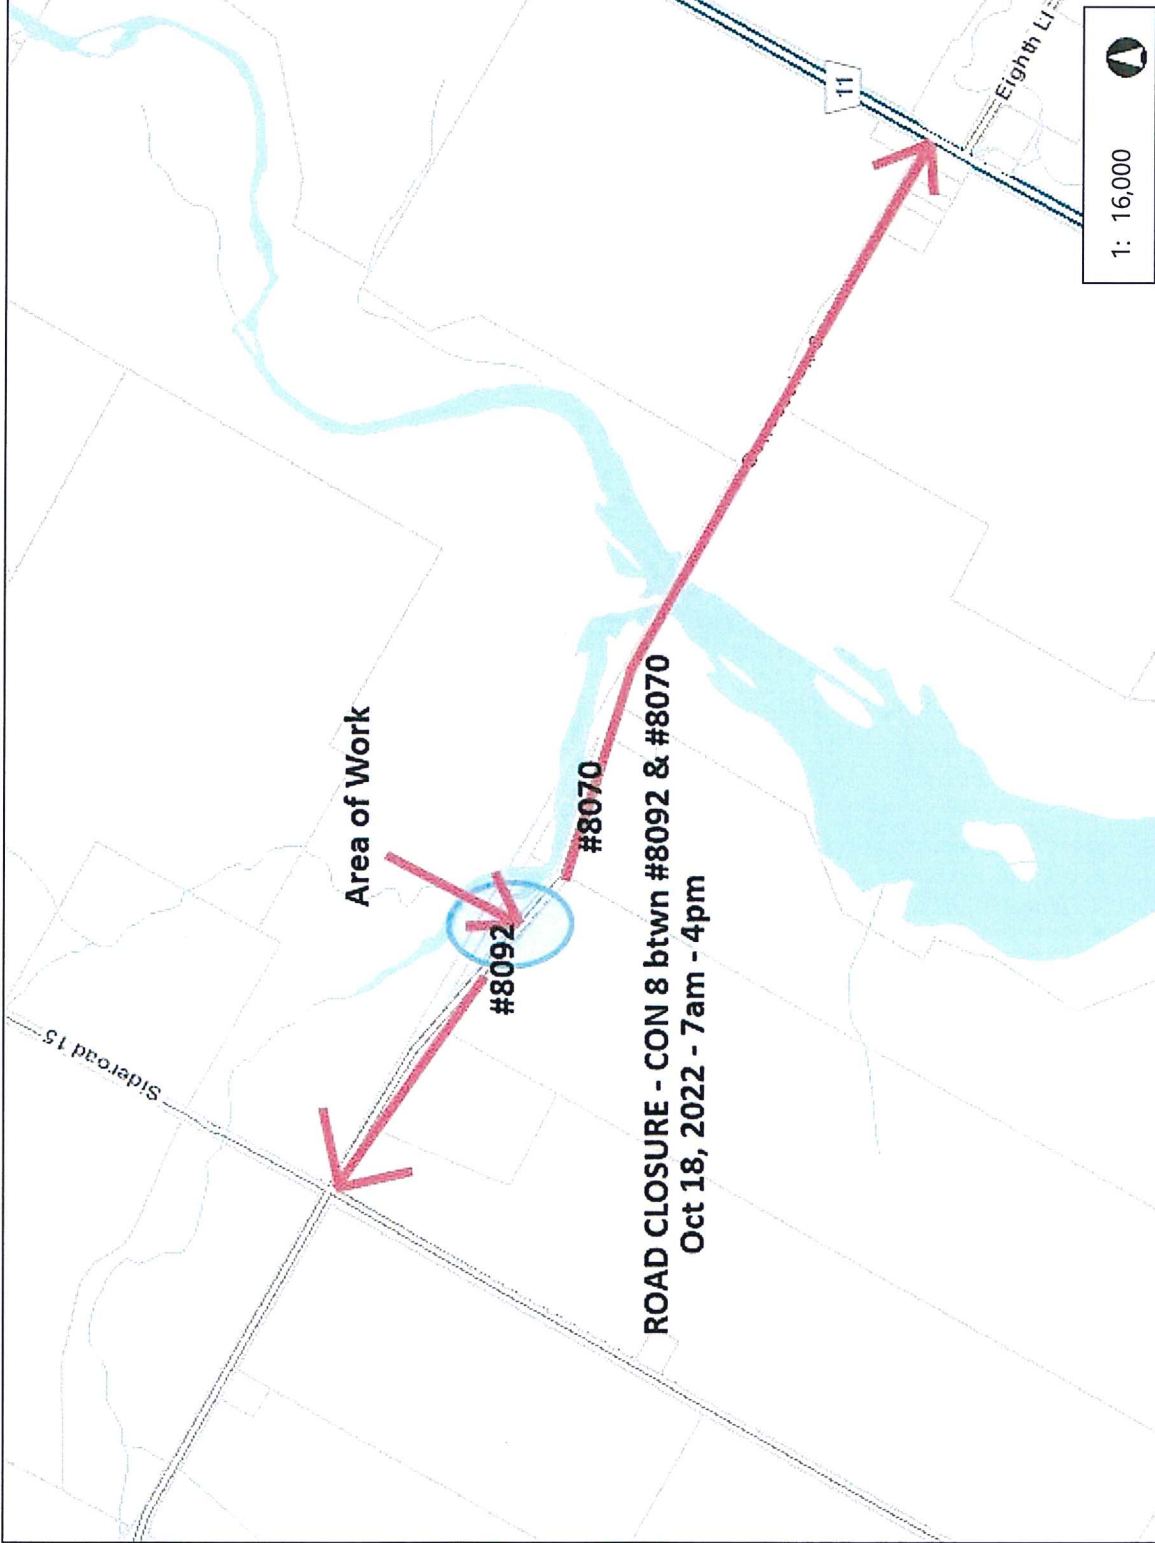 Sideroad 15
Area of Work
#8092
#8070
ROAD CLOSURE - CON 8 btwn #8092 & #8070
Oct 18, 2022 - 7am - 4pm
11
Eighth Li
1: 16,000